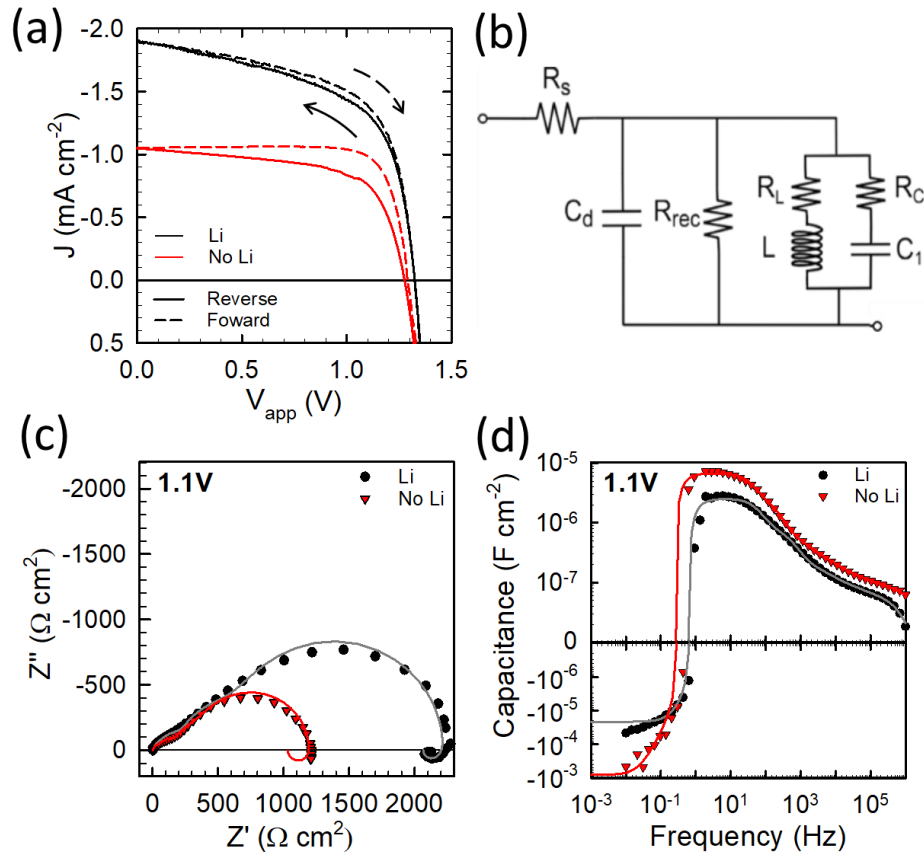 (a)
-2.0
-1.5
-1.0
-0.5
0.0
0.5
J (mA cm-2)
Li
No Li
Reverse
Foward
0.0 0.5 1.0 1.5
Vapp (V)
(b)
Rs
Cd
Rrec
RL
L
RC
C1
(c)
1.1V
Li
No Li
-2000
-1500
-1000
-500
0
Z'' (Ω cm2)
0 500 1000 1500 2000
Z' (Ω cm2)
(d)
1.1V
Li
No Li
10-5
10-6
10-7
0
-10-6
-10-5
-10-4
-10-3
Capacitance (F cm-2)
10-3 10-1 101 103 105
Frequency (Hz)